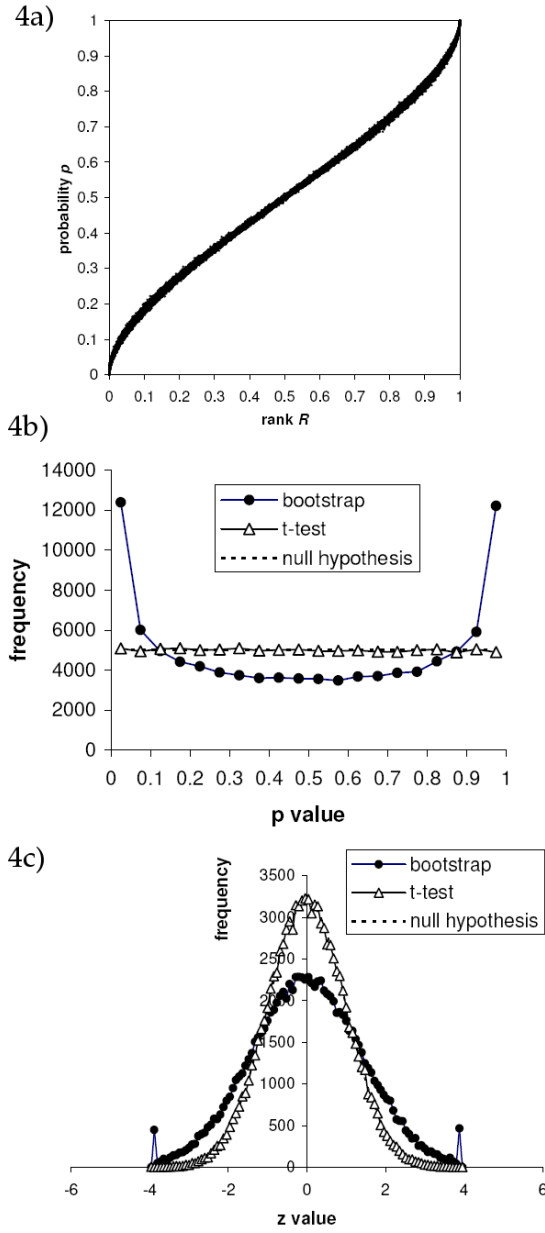 4a)
1
0.9
0.8
0.7
0.6
0.5
0.4
0.3
0.2
0.1
0
probability p
0 0.1 0.2 0.3 0.4 0.5 0.6 0.7 0.8 0.9 1
rank R
4b)
14000
12000
10000
8000
6000
4000
2000
0
frequency
bootstrap
t-test
null hypothesis
0 0.1 0.2 0.3 0.4 0.5 0.6 0.7 0.8 0.9 1
p value
4c)
bootstrap
t-test
null hypothesis
frequency
3500
3000
2500
2000
1500
1000
500
0
-6 -4 -2 0 2 4 6
z value